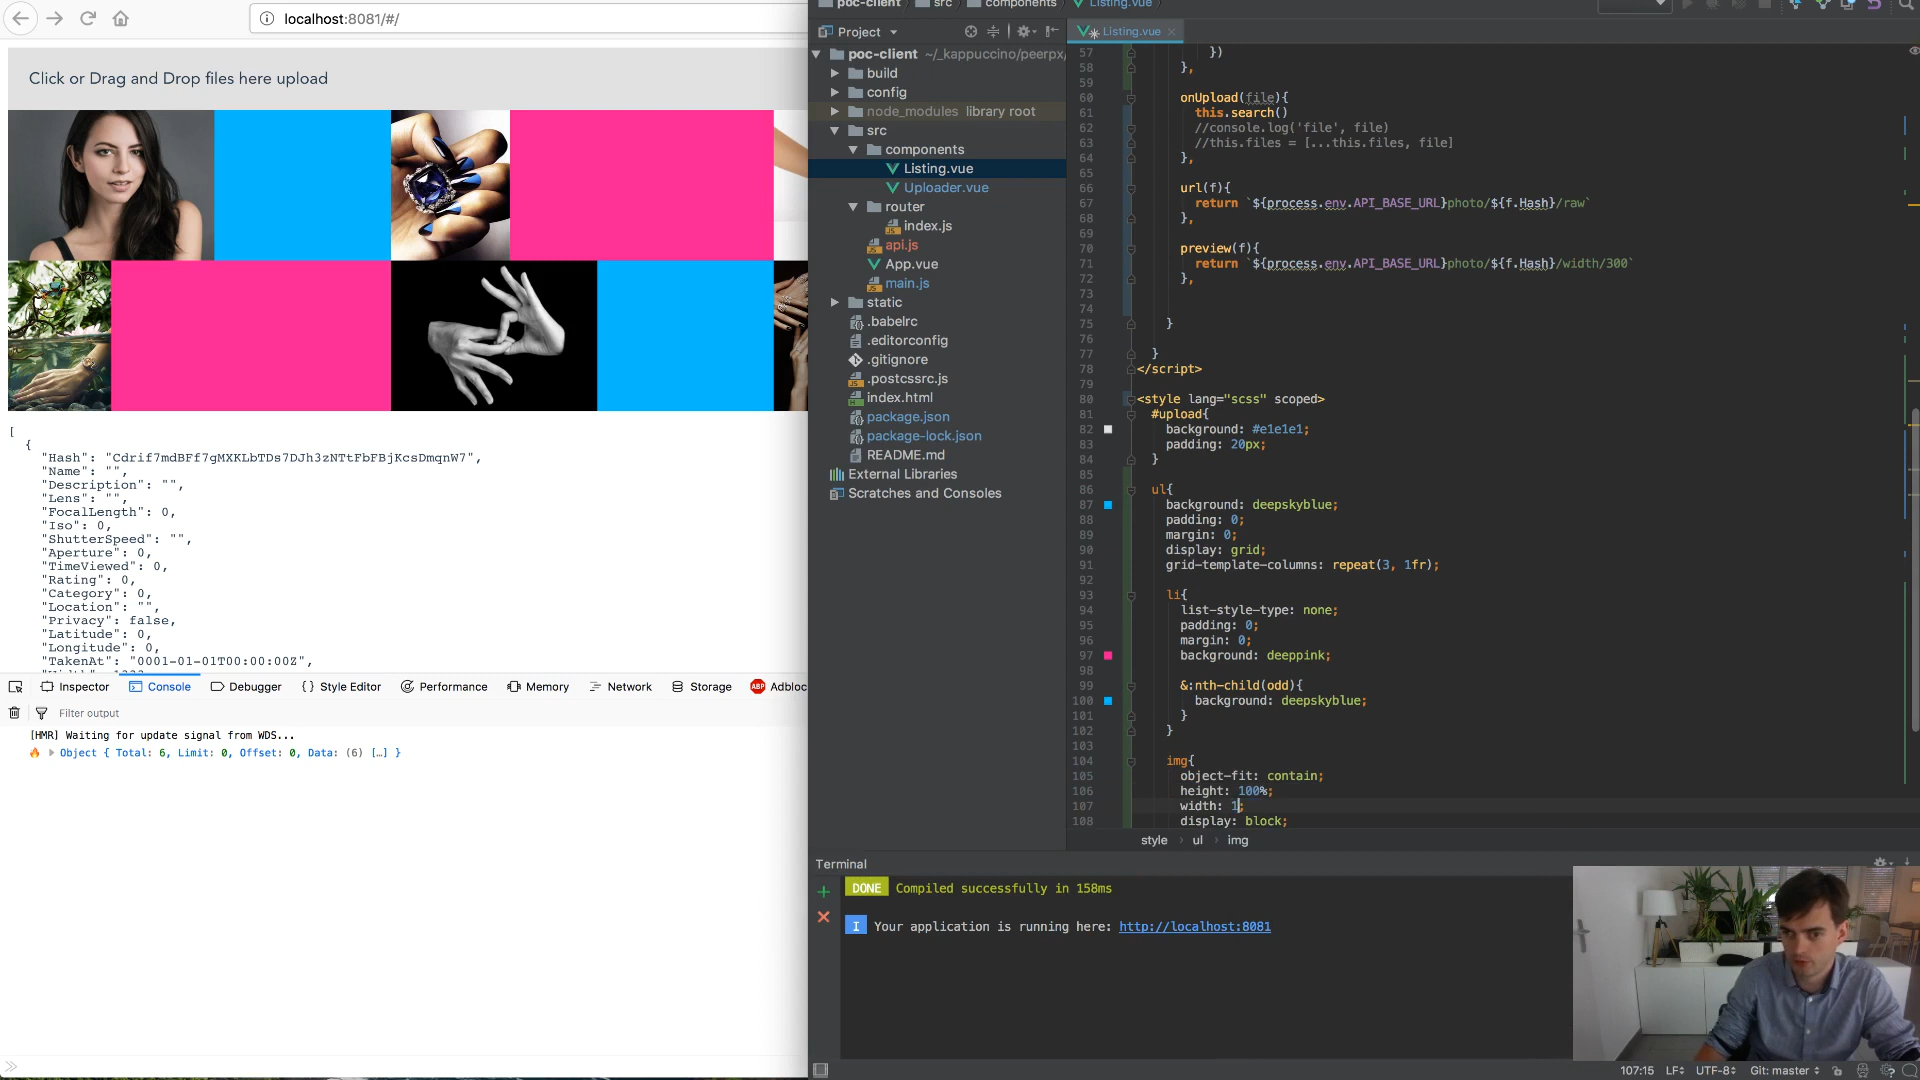 localhost:8081/#/
Click or Drag and Drop files here upload
[
{
"Hash": "Cdrif7mdBFf7gMXKLbTDs7DJh3zNTtFbFBjKcsDmqnW7",
"Name": "",
"Description": "",
"Lens": "",
"FocalLength": 0,
"Iso": 0,
"ShutterSpeed": "",
"Aperture": 0,
"TimeViewed": 0,
"Rating": 0,
"Category": 0,
"Location": "",
"Privacy": false,
"Latitude": 0,
"Longitude": 0,
"TakenAt": "0001-01-01T00:00:00Z",
Inspector Console Debugger { } Style Editor Performance Memory Network Storage ABP Adbloc
Filter output
[HMR] Waiting for update signal from WDS...
Object { Total: 6, Limit: 0, Offset: 0, Data: (6) […] }
poc-client src components Listing.vue
Project
poc-client ~/_kappuccino/peerpx/
build
config
node_modules library root
src
components
Listing.vue
Uploader.vue
router
index.js
api.js
App.vue
main.js
static
.babelrc
.editorconfig
.gitignore
.postcssrc.js
index.html
package.json
package-lock.json
README.md
External Libraries
Scratches and Consoles
Listing.vue
57 })
58 },
59
60 onUpload(file){
61 this.search()
62 //console.log('file', file)
63 //this.files = [...this.files, file]
64 },
65
66 url(f){
67 return `${process.env.API_BASE_URL}photo/${f.Hash}/raw`
68 },
69
70 preview(f){
71 return `${process.env.API_BASE_URL}photo/${f.Hash}/width/300`
72 },
73
74
75 }
76
77 }
78 </script>
79
80 <style lang="scss" scoped>
81 #upload{
82 background: #e1e1e1;
83 padding: 20px;
84 }
85
86 ul{
87 background: deepskyblue;
88 padding: 0;
89 margin: 0;
90 display: grid;
91 grid-template-columns: repeat(3, 1fr);
92
93 li{
94 list-style-type: none;
95 padding: 0;
96 margin: 0;
97 background: deeppink;
98
99 &:nth-child(odd){
100 background: deepskyblue;
101 }
102 }
103
104 img{
105 object-fit: contain;
106 height: 100%;
107 width: 1;
108 display: block;
style › ul › img
Terminal
DONE Compiled successfully in 158ms
I Your application is running here: http://localhost:8081
107:15 LF UTF-8 Git: master